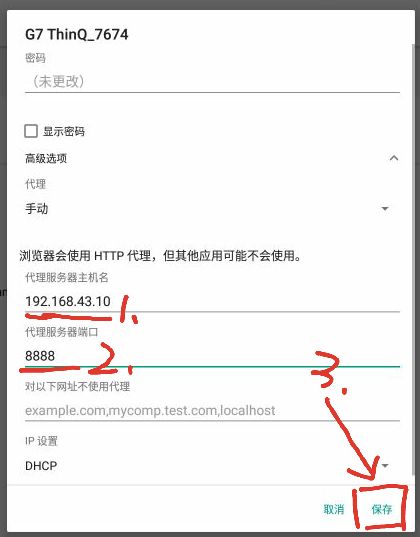 G7 ThinQ_7674
密码
（未更改）
显示密码
高级选项
代理
手动
浏览器会使用 HTTP 代理，但其他应用可能不会使用。
代理服务器主机名
192.168.43.10 1.
代理服务器端口
8888 2.
对以下网址不使用代理
3.
example.com,mycomp.test.com,localhost
IP 设置
DHCP
取消 保存